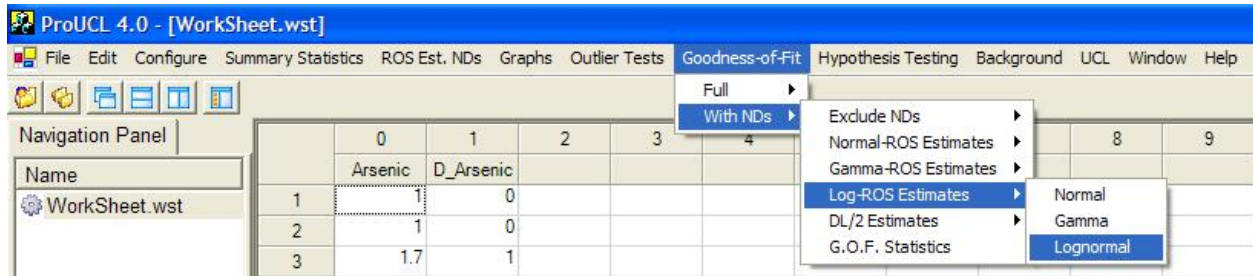 ProUCL 4.0 - [WorkSheet.wst]
File Edit Configure Summary Statistics ROS Est. NDs Graphs Outlier Tests Goodness-of-Fit Hypothesis Testing Background UCL Window Help
Full
With NDs
Exclude NDs
Normal-ROS Estimates
Gamma-ROS Estimates
Log-ROS Estimates
DL/2 Estimates
G.O.F. Statistics
Normal
Gamma
Lognormal
Navigation Panel
Name
WorkSheet.wst
0 1 2 3 4 8 9
Arsenic D_Arsenic
1 1 0
2 1 0
3 1.7 1